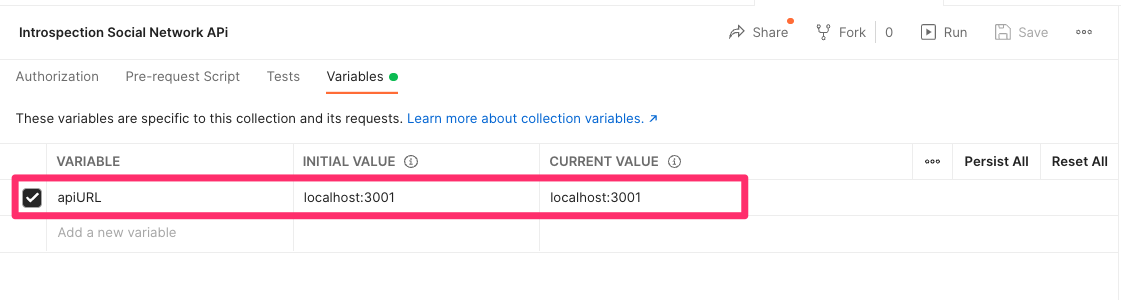 Introspection Social Network APi
Share Fork 0 Run Save
Authorization Pre-request Script Tests Variables
These variables are specific to this collection and its requests. Learn more about collection variables. ↗
VARIABLE INITIAL VALUE CURRENT VALUE Persist All Reset All
apiURL localhost:3001 localhost:3001
Add a new variable